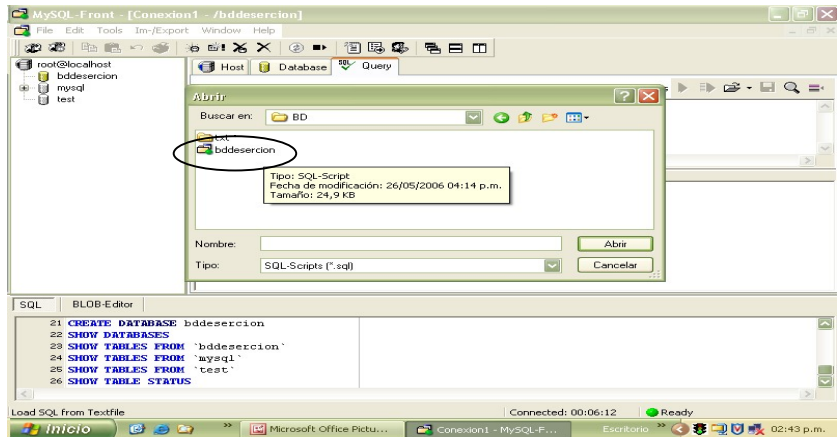 MySQL-Front - [Conexion1 - /bddesercion]
File Edit Tools Im-/Export Window Help
root@localhost
bddesercion
mysql
test
Host Database SQL Query
Abrir
Buscar en: BD
txt
bddesercion
Tipo: SQL-Script
Fecha de modificación: 26/05/2006 04:14 p.m.
Tamaño: 24,9 KB
Nombre: Abrir
Tipo: SQL-Scripts (*.sql) Cancelar
SQL BLOB-Editor
21 CREATE DATABASE bddesercion
22 SHOW DATABASES
23 SHOW TABLES FROM `bddesercion`
24 SHOW TABLES FROM `mysql`
25 SHOW TABLES FROM `test`
26 SHOW TABLE STATUS
Load SQL from Textfile Connected: 00:06:12 Ready
Inicio » Microsoft Office Pictu... Conexion1 - MySQL-F... Escritorio » 02:43 p.m.